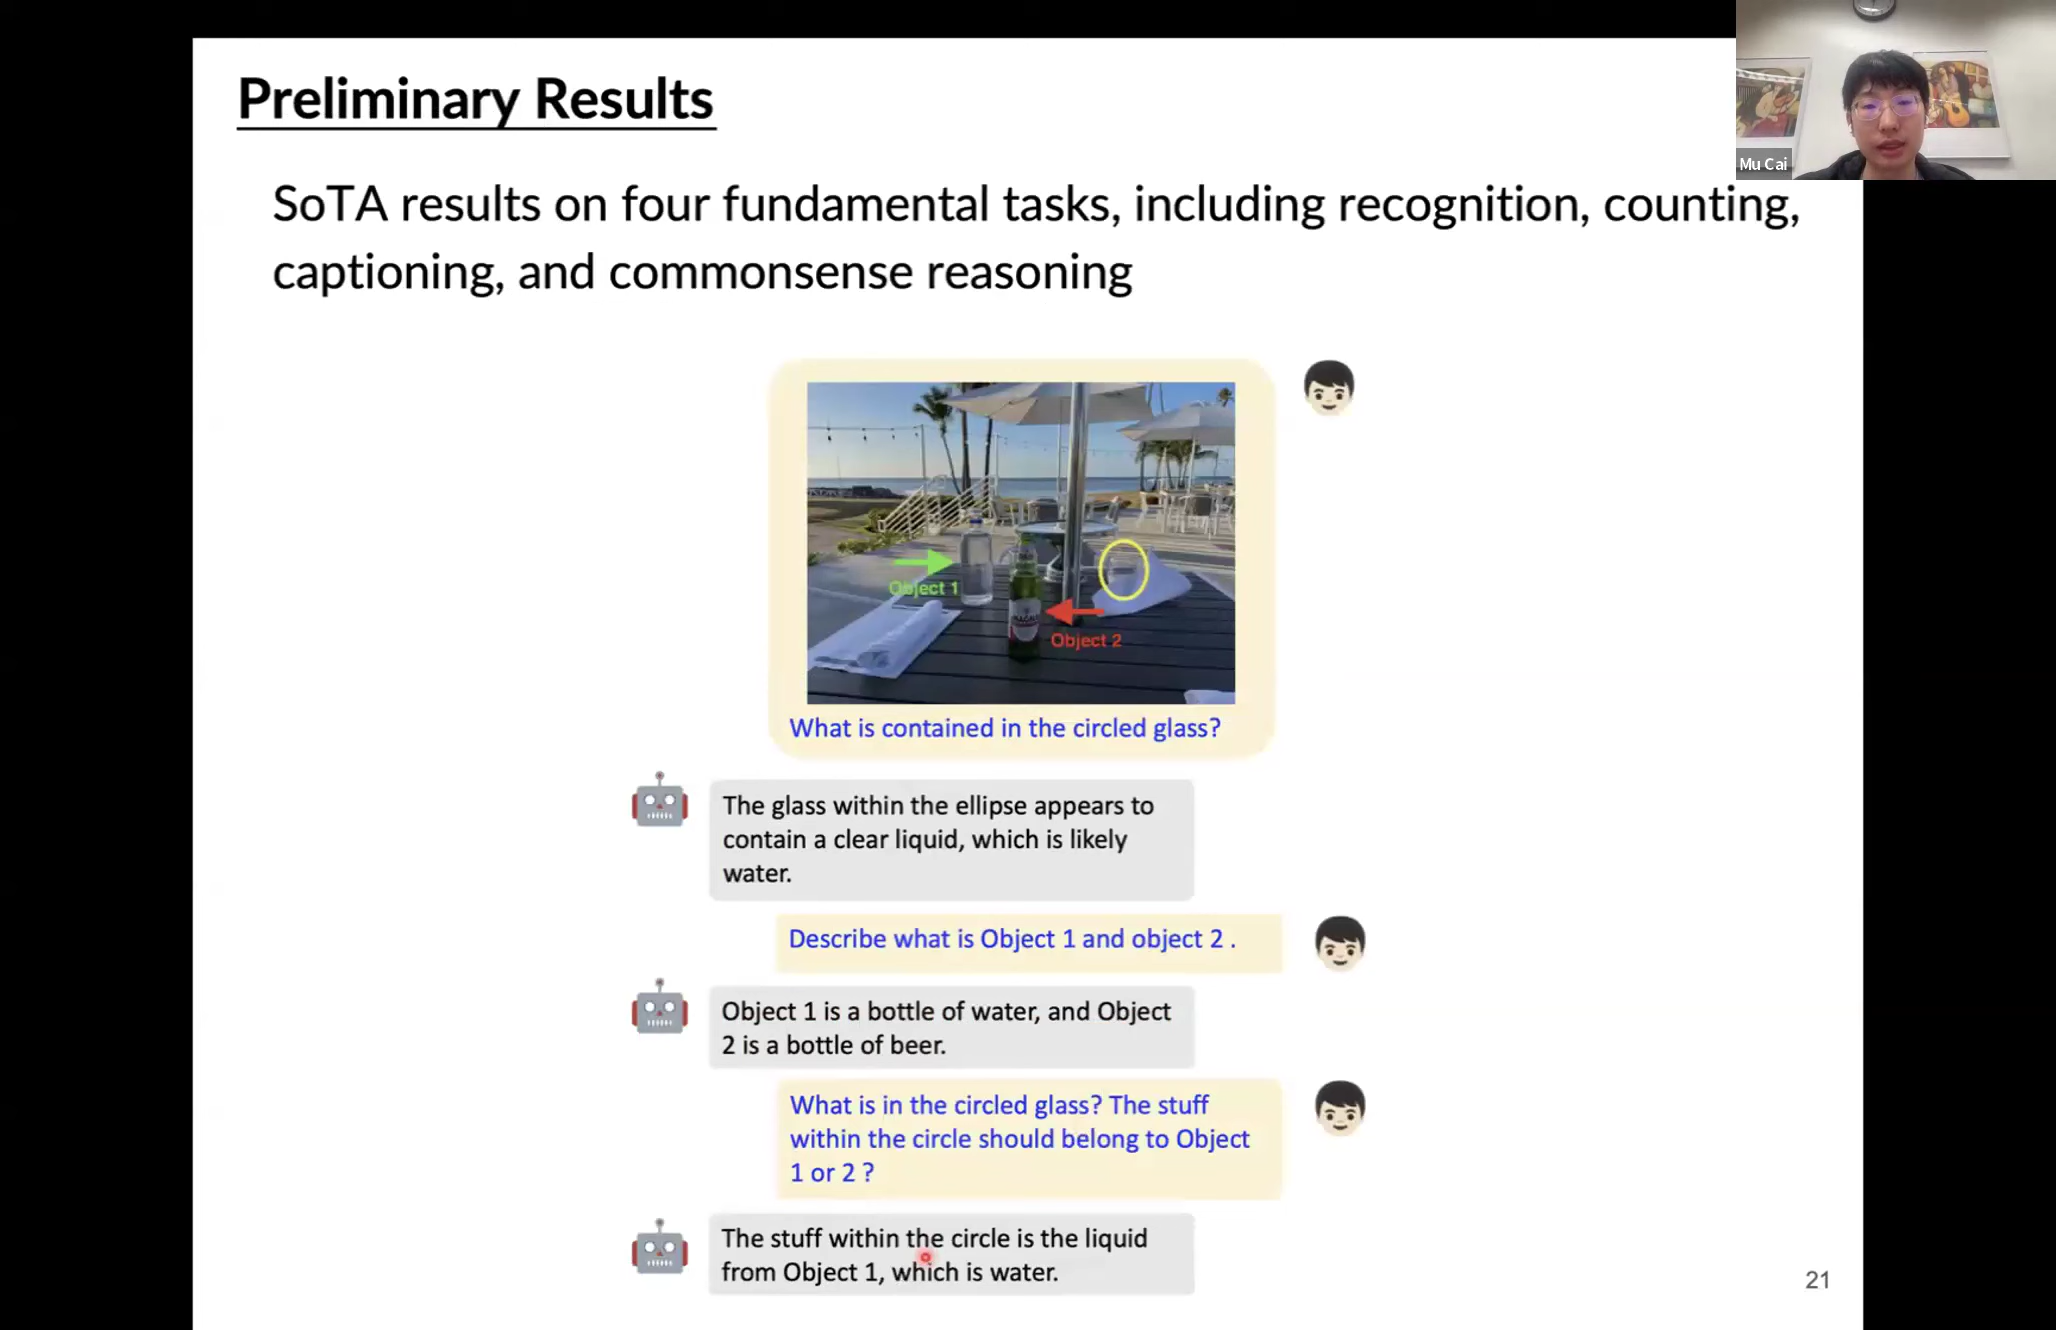 Preliminary Results
Mu Cai
SoTA results on four fundamental tasks, including recognition, counting,
captioning, and commonsense reasoning
Object 1
Object 2
What is contained in the circled glass?
The glass within the ellipse appears to
contain a clear liquid, which is likely
water.
Describe what is Object 1 and object 2 .
Object 1 is a bottle of water, and Object
2 is a bottle of beer.
What is in the circled glass? The stuff
within the circle should belong to Object
1 or 2 ?
The stuff within the circle is the liquid
from Object 1, which is water.
21